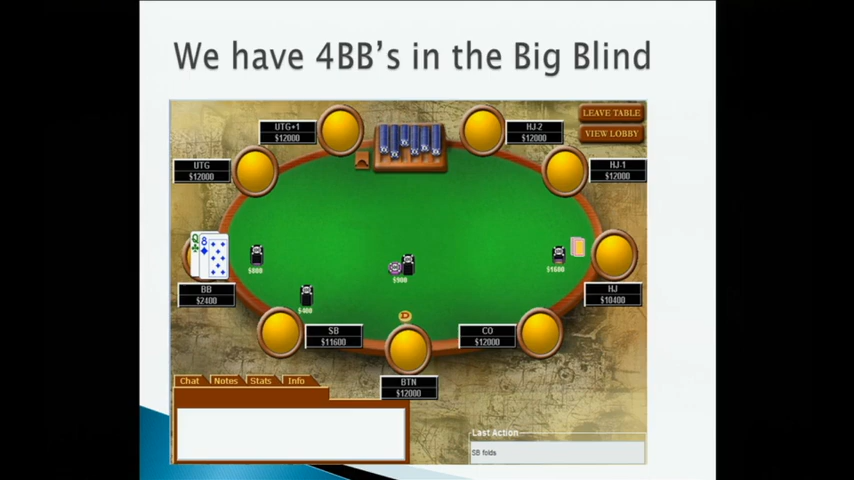 We have 4BB's in the Big Blind
LEAVE TABLE
VIEW LOBBY
UTG+1
$12000
HJ-2
$12000
UTG
$12000
HJ-1
$12000
Q 8
BB
$2400
$800
$400
$900
$1600
HJ
$10400
D
SB
$11600
CO
$12000
BTN
$12000
Chat Notes Stats Info
Last Action
SB folds